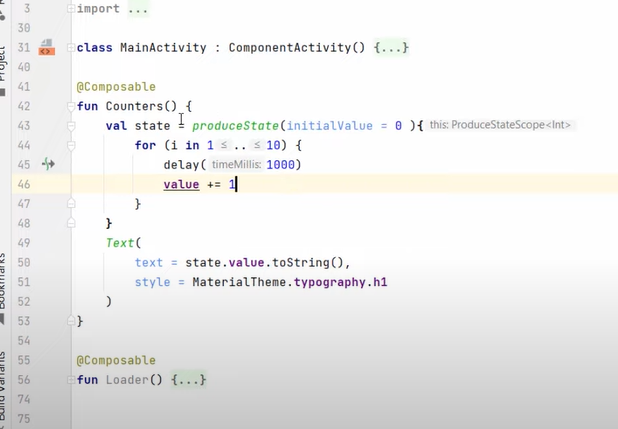 3 import ...
30
31 class MainActivity : ComponentActivity() {...}
40
41 @Composable
42 fun Counters() {
43 val state = produceState(initialValue = 0 ){ this: ProduceStateScope<Int>
44 for (i in 1 ≤ .. ≤ 10) {
45 delay( timeMillis: 1000)
46 value += 1
47 }
48 }
49 Text(
50 text = state.value.toString(),
51 style = MaterialTheme.typography.h1
52 )
53 }
54
55 @Composable
56 fun Loader() {...}
74
75
Project
Bookmarks
Build Variants